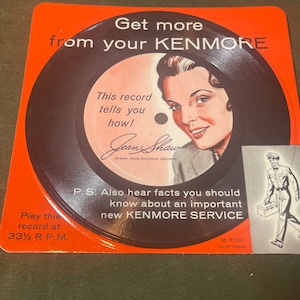 Get more
from your KENMORE
This record
tells you
how!
Jean Shaw
P.S. Also hear facts you should
know about an important
new KENMORE SERVICE
Play this
record at
33⅓ R.P.M.